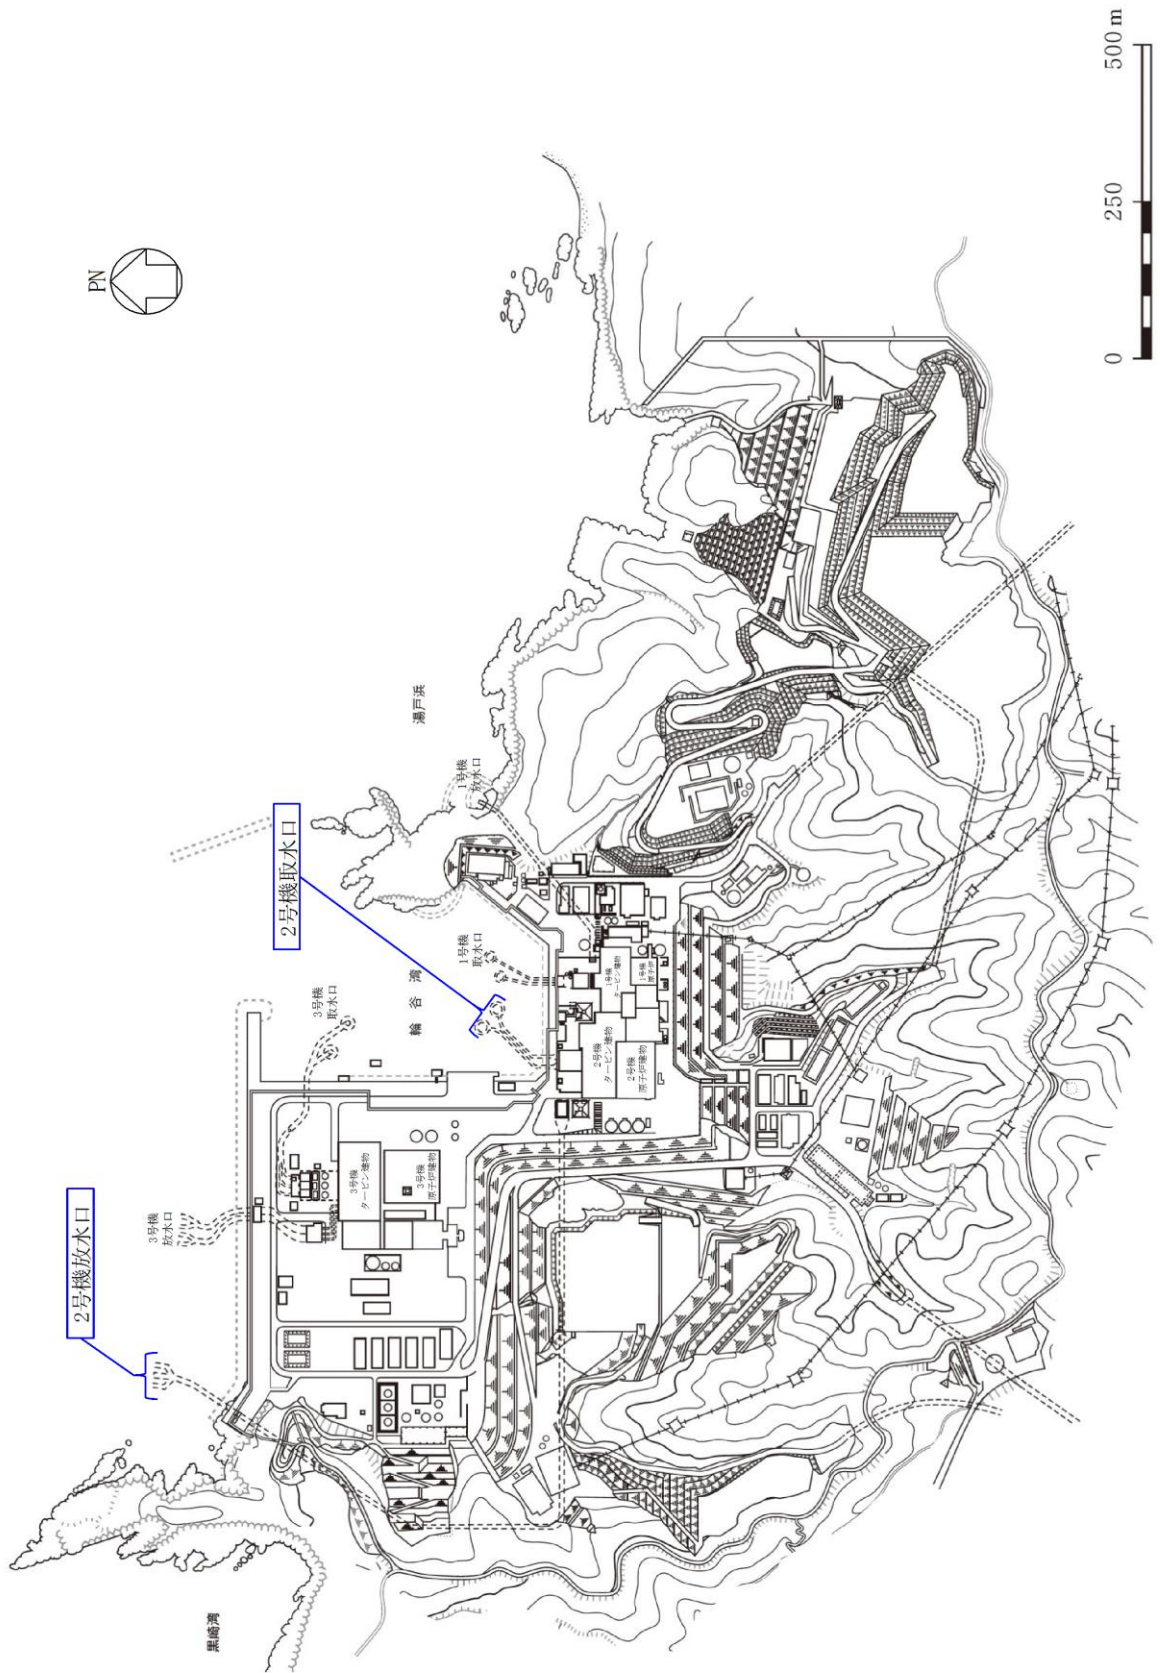 PN
2号機放水口
3号機
放水口
3号機
取水口
2号機取水口
輪谷湾
1号機
取水口
1号機
放水口
湯戸浜
黒崎湾
3号機
タービン建物
3号機
原子炉建物
2号機
タービン建物
2号機
原子炉建物
1号機
タービン建物
1号機
原子炉
0 250 500 m